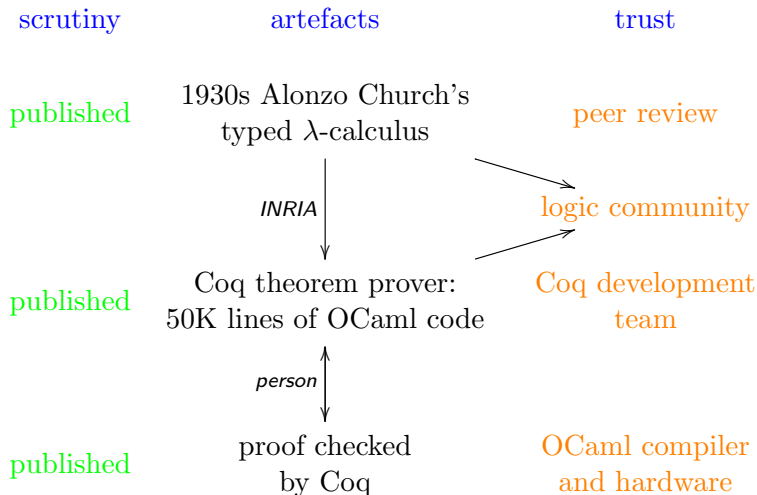 scrutiny artefacts trust
published 1930s Alonzo Church's peer review
typed λ-calculus
INRIA logic community
published Coq theorem prover: Coq development
50K lines of OCaml code team
person
published proof checked OCaml compiler
by Coq and hardware